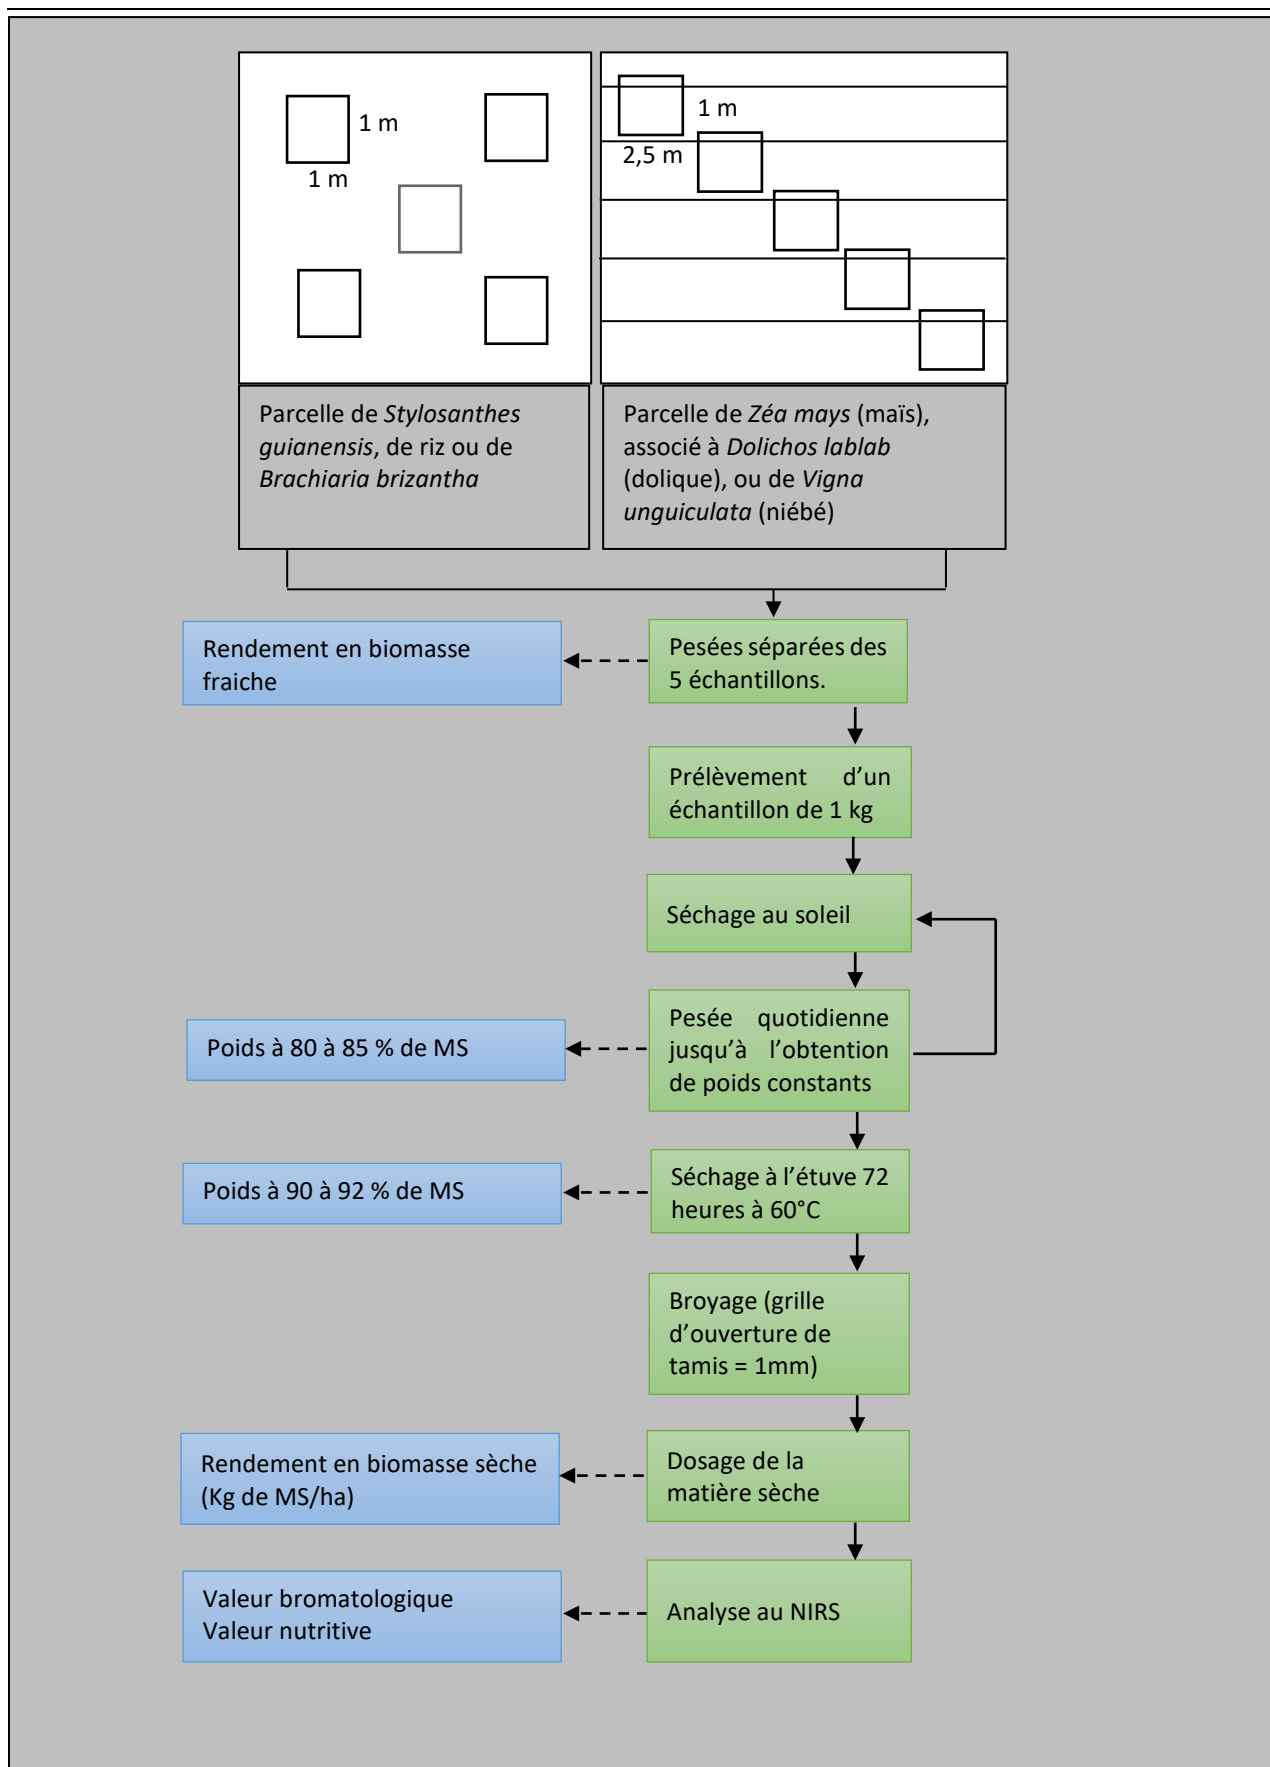 1 m
1 m
1 m
2,5 m
Parcelle de Stylosanthes
guianensis, de riz ou de
Brachiaria brizantha
Parcelle de Zéa mays (maïs),
associé à Dolichos lablab
(dolique), ou de Vigna
unguiculata (niébé)
Rendement en biomasse
fraiche
Pesées séparées des
5 échantillons.
Prélèvement d’un
échantillon de 1 kg
Séchage au soleil
Poids à 80 à 85 % de MS
Pesée quotidienne
jusqu’à l’obtention
de poids constants
Poids à 90 à 92 % de MS
Séchage à l’étuve 72
heures à 60°C
Broyage (grille
d’ouverture de
tamis = 1mm)
Rendement en biomasse sèche
(Kg de MS/ha)
Dosage de la
matière sèche
Valeur bromatologique
Valeur nutritive
Analyse au NIRS